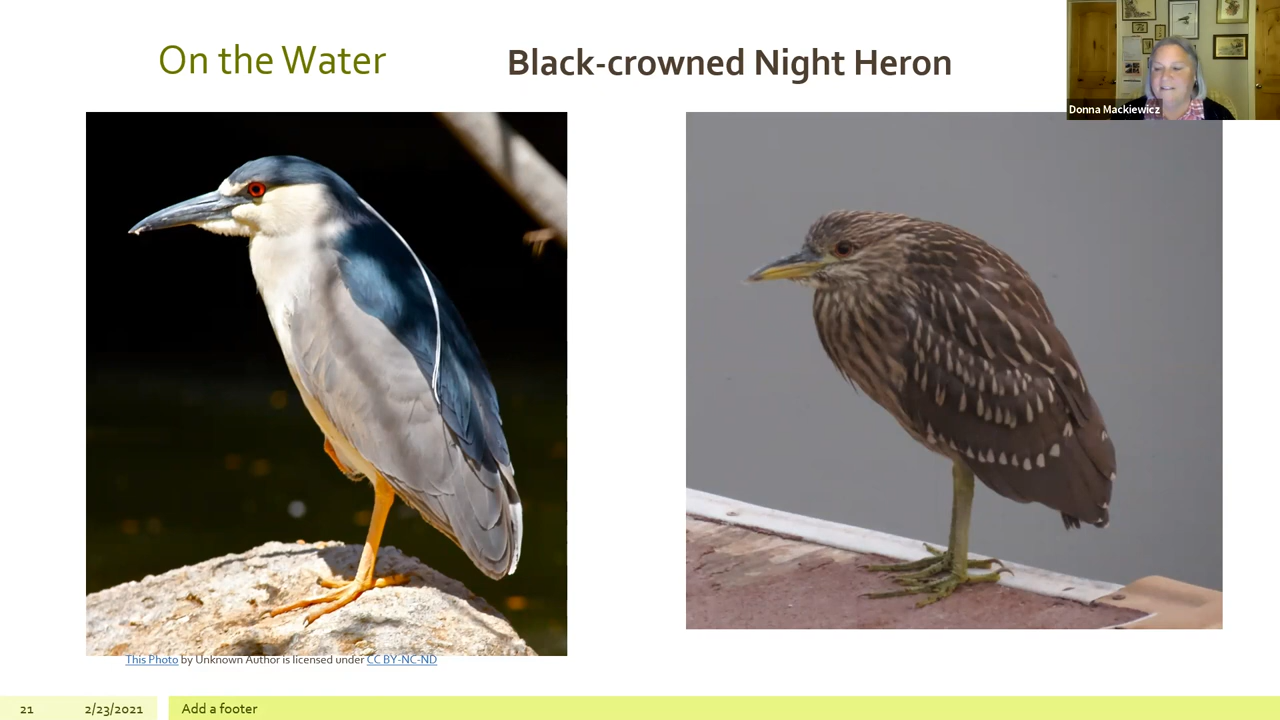 On the Water
Black-crowned Night Heron
Donna Mackiewicz
This Photo by Unknown Author is licensed under CC BY-NC-ND
21
2/23/2021
Add a footer